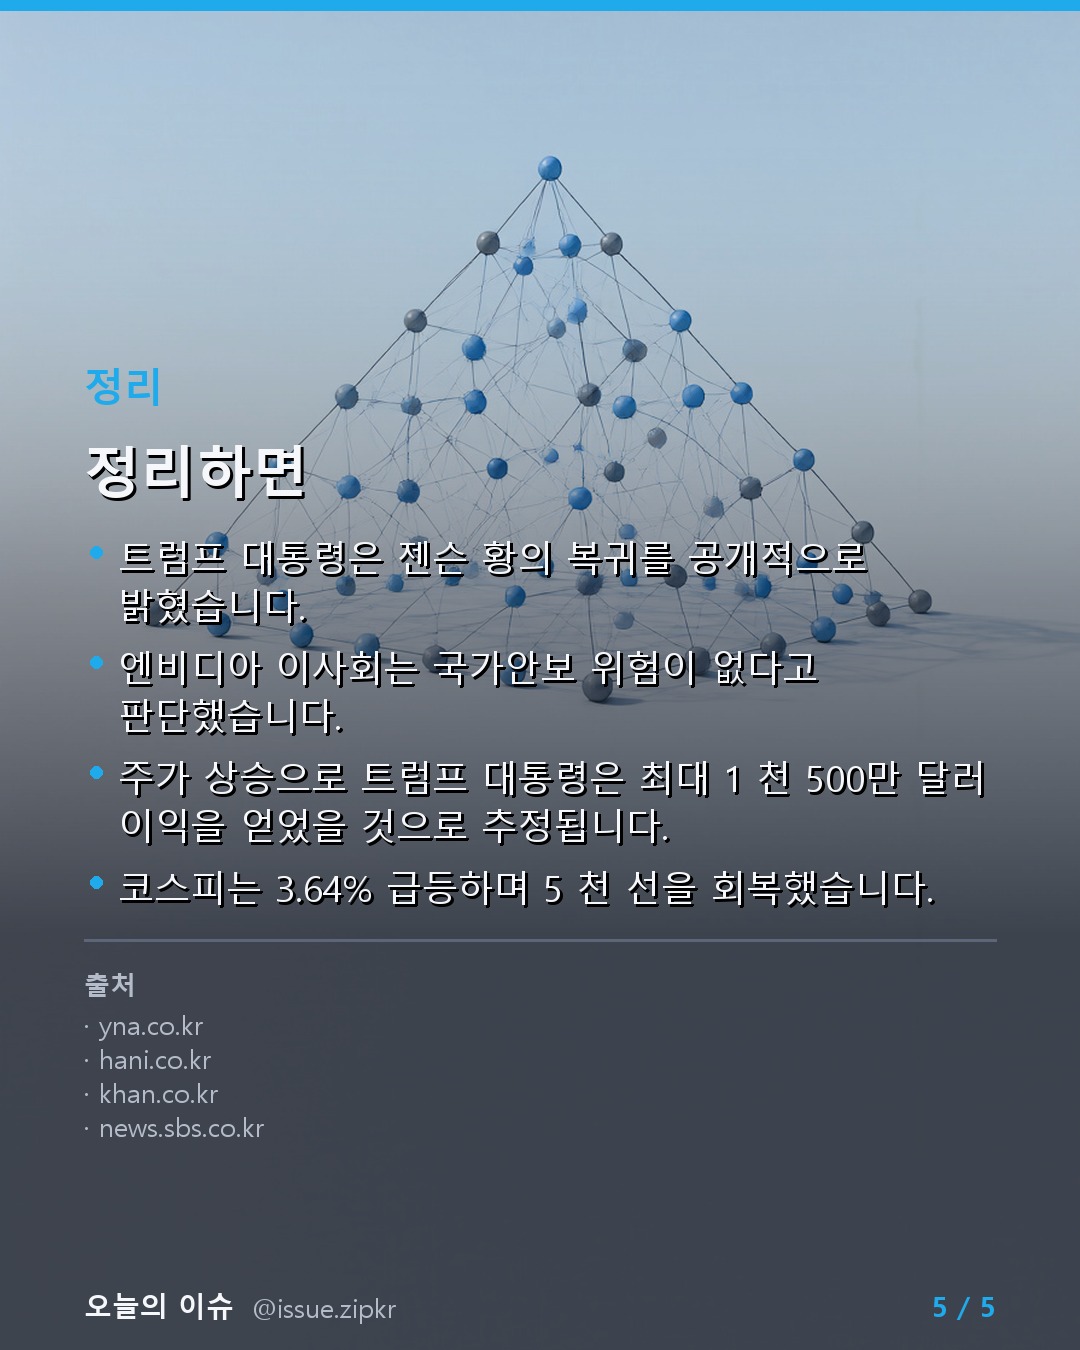 정리
정리하면
• 트럼프 대통령은 젠슨 황의 복귀를 공개적으로
밝혔습니다.
• 엔비디아 이사회는 국가안보 위험이 없다고
판단했습니다.
• 주가 상승으로 트럼프 대통령은 최대 1 천 500만 달러
이익을 얻었을 것으로 추정됩니다.
• 코스피는 3.64% 급등하며 5 천 선을 회복했습니다.
출처
· yna.co.kr
· hani.co.kr
· khan.co.kr
· news.sbs.co.kr
오늘의 이슈 @issue.zipkr 5 / 5